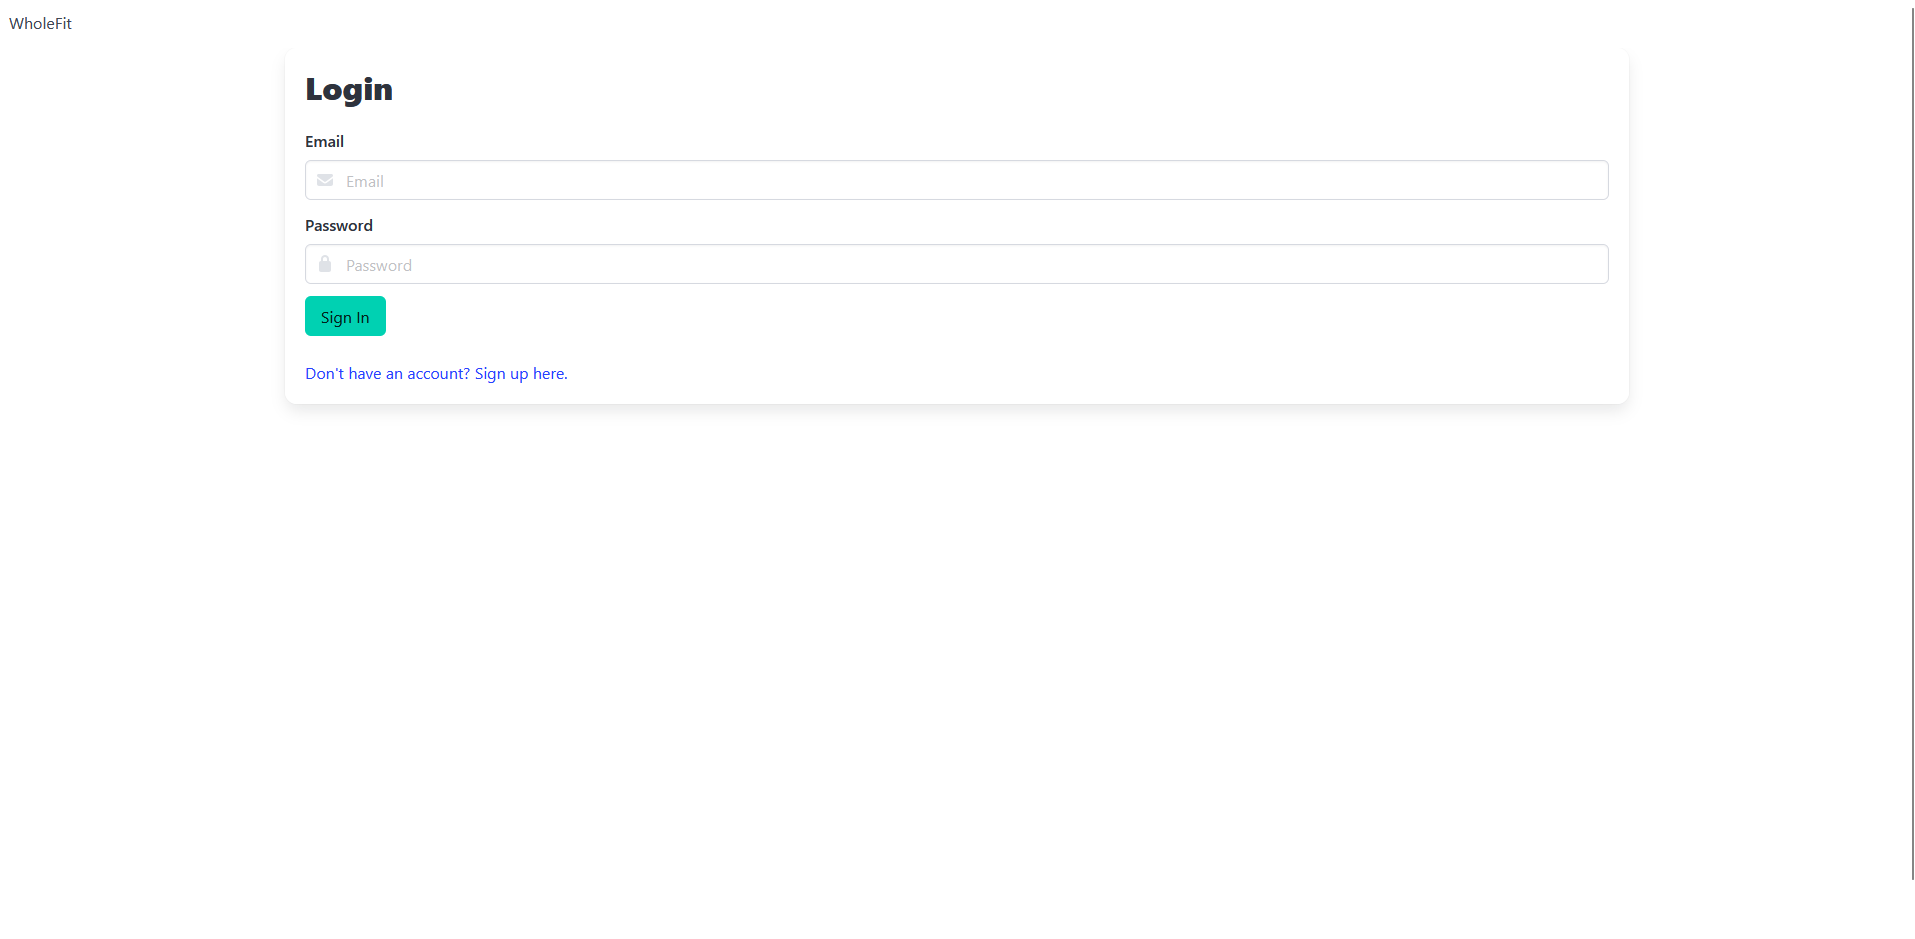 WholeFit
Login
Email
Email
Password
Password
Sign In
Don't have an account? Sign up here.